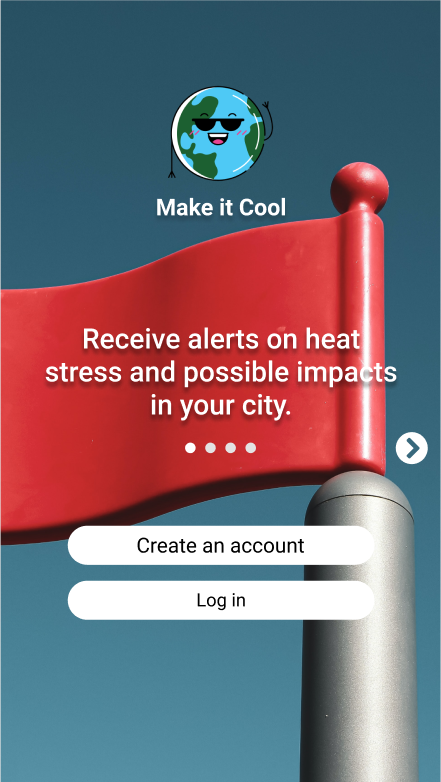 Make it Cool
Receive alerts on heat
stress and possible impacts
in your city.
Create an account
Log in